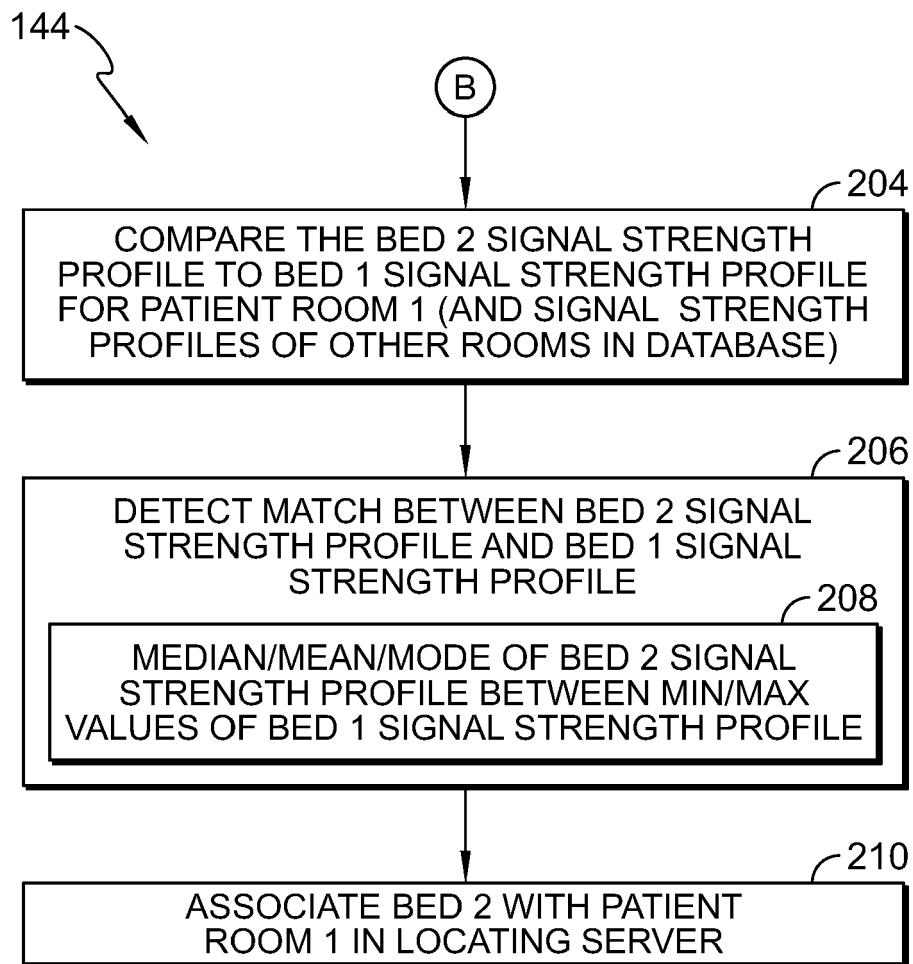 144
B
204
COMPARE THE BED 2 SIGNAL STRENGTH
PROFILE TO BED 1 SIGNAL STRENGTH PROFILE
FOR PATIENT ROOM 1 (AND SIGNAL STRENGTH
PROFILES OF OTHER ROOMS IN DATABASE)
206
DETECT MATCH BETWEEN BED 2 SIGNAL
STRENGTH PROFILE AND BED 1 SIGNAL
STRENGTH PROFILE
208
MEDIAN/MEAN/MODE OF BED 2 SIGNAL
STRENGTH PROFILE BETWEEN MIN/MAX
VALUES OF BED 1 SIGNAL STRENGTH PROFILE
210
ASSOCIATE BED 2 WITH PATIENT
ROOM 1 IN LOCATING SERVER